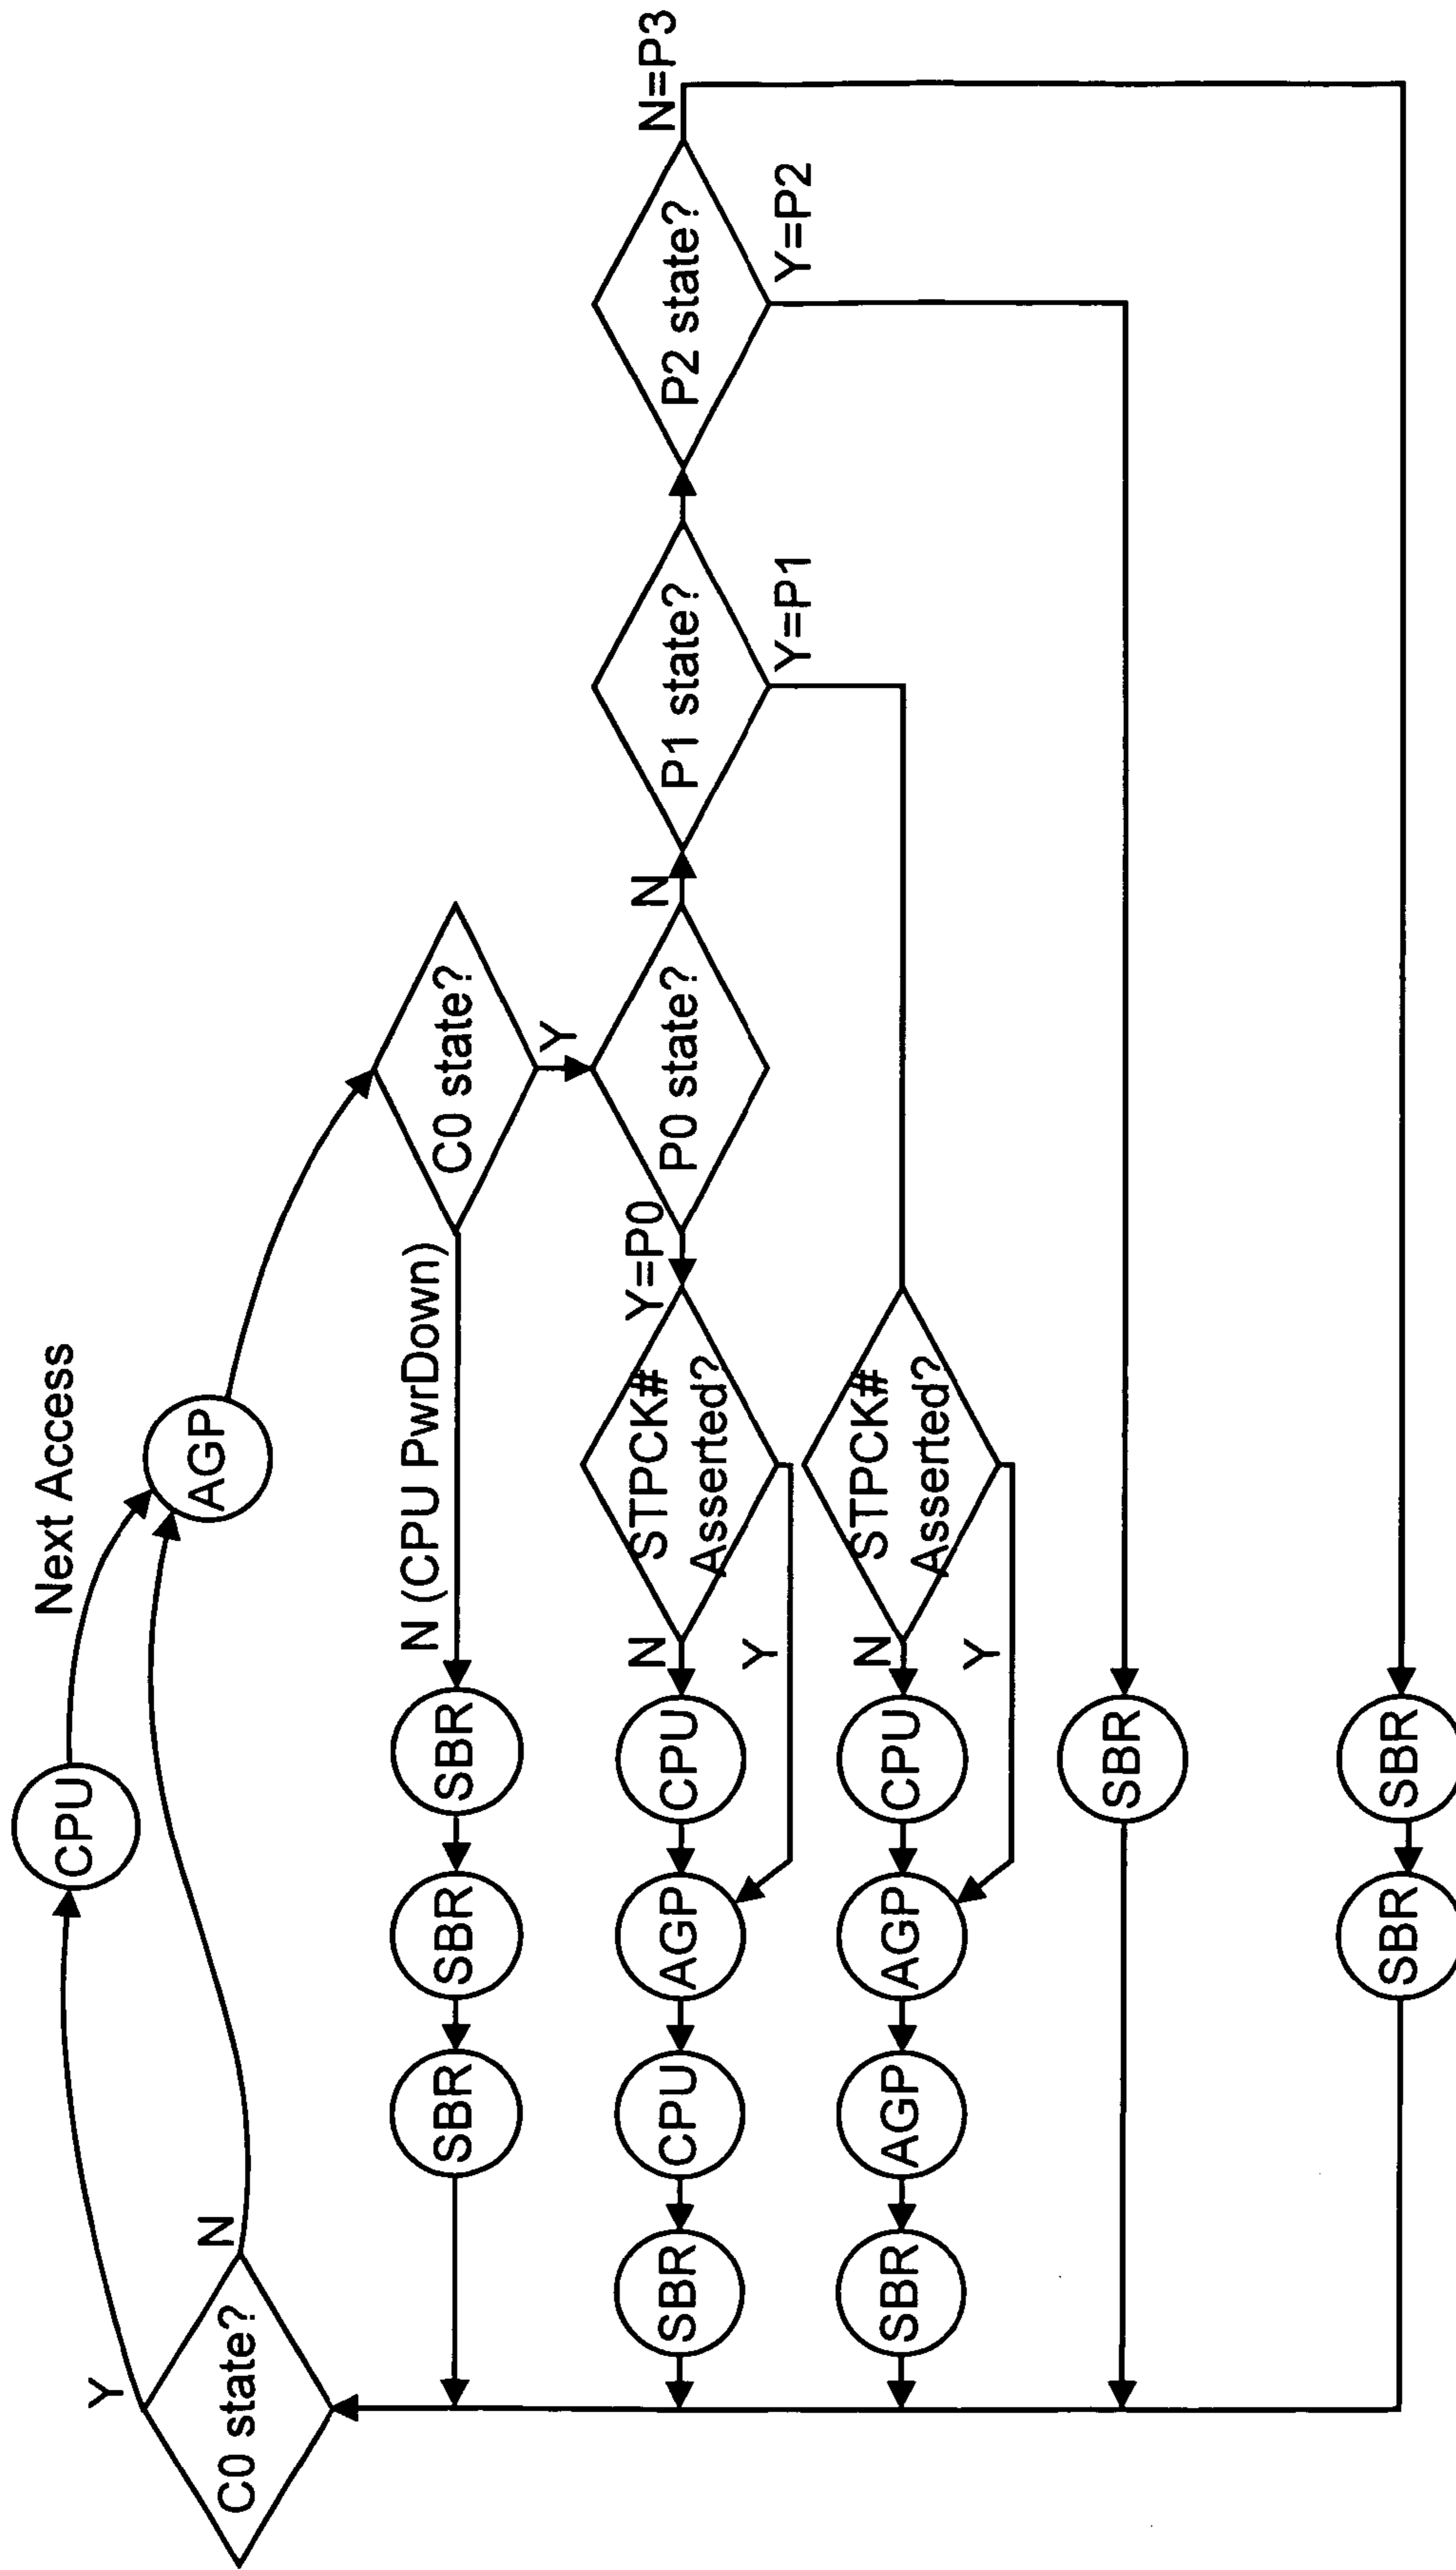 Next Access
CPU
Y
N
AGP
C0 state?
N (CPU PwrDown)
SBR
SBR
SBR
C0 state?
Y
N
Y=P0
N
N=P3
SBR
CPU
AGP
CPU
STPCK#
Asserted?
P0 state?
P1 state?
P2 state?
Y
Y=P1
Y=P2
N
SBR
AGP
AGP
CPU
STPCK#
Asserted?
Y
SBR
SBR
SBR